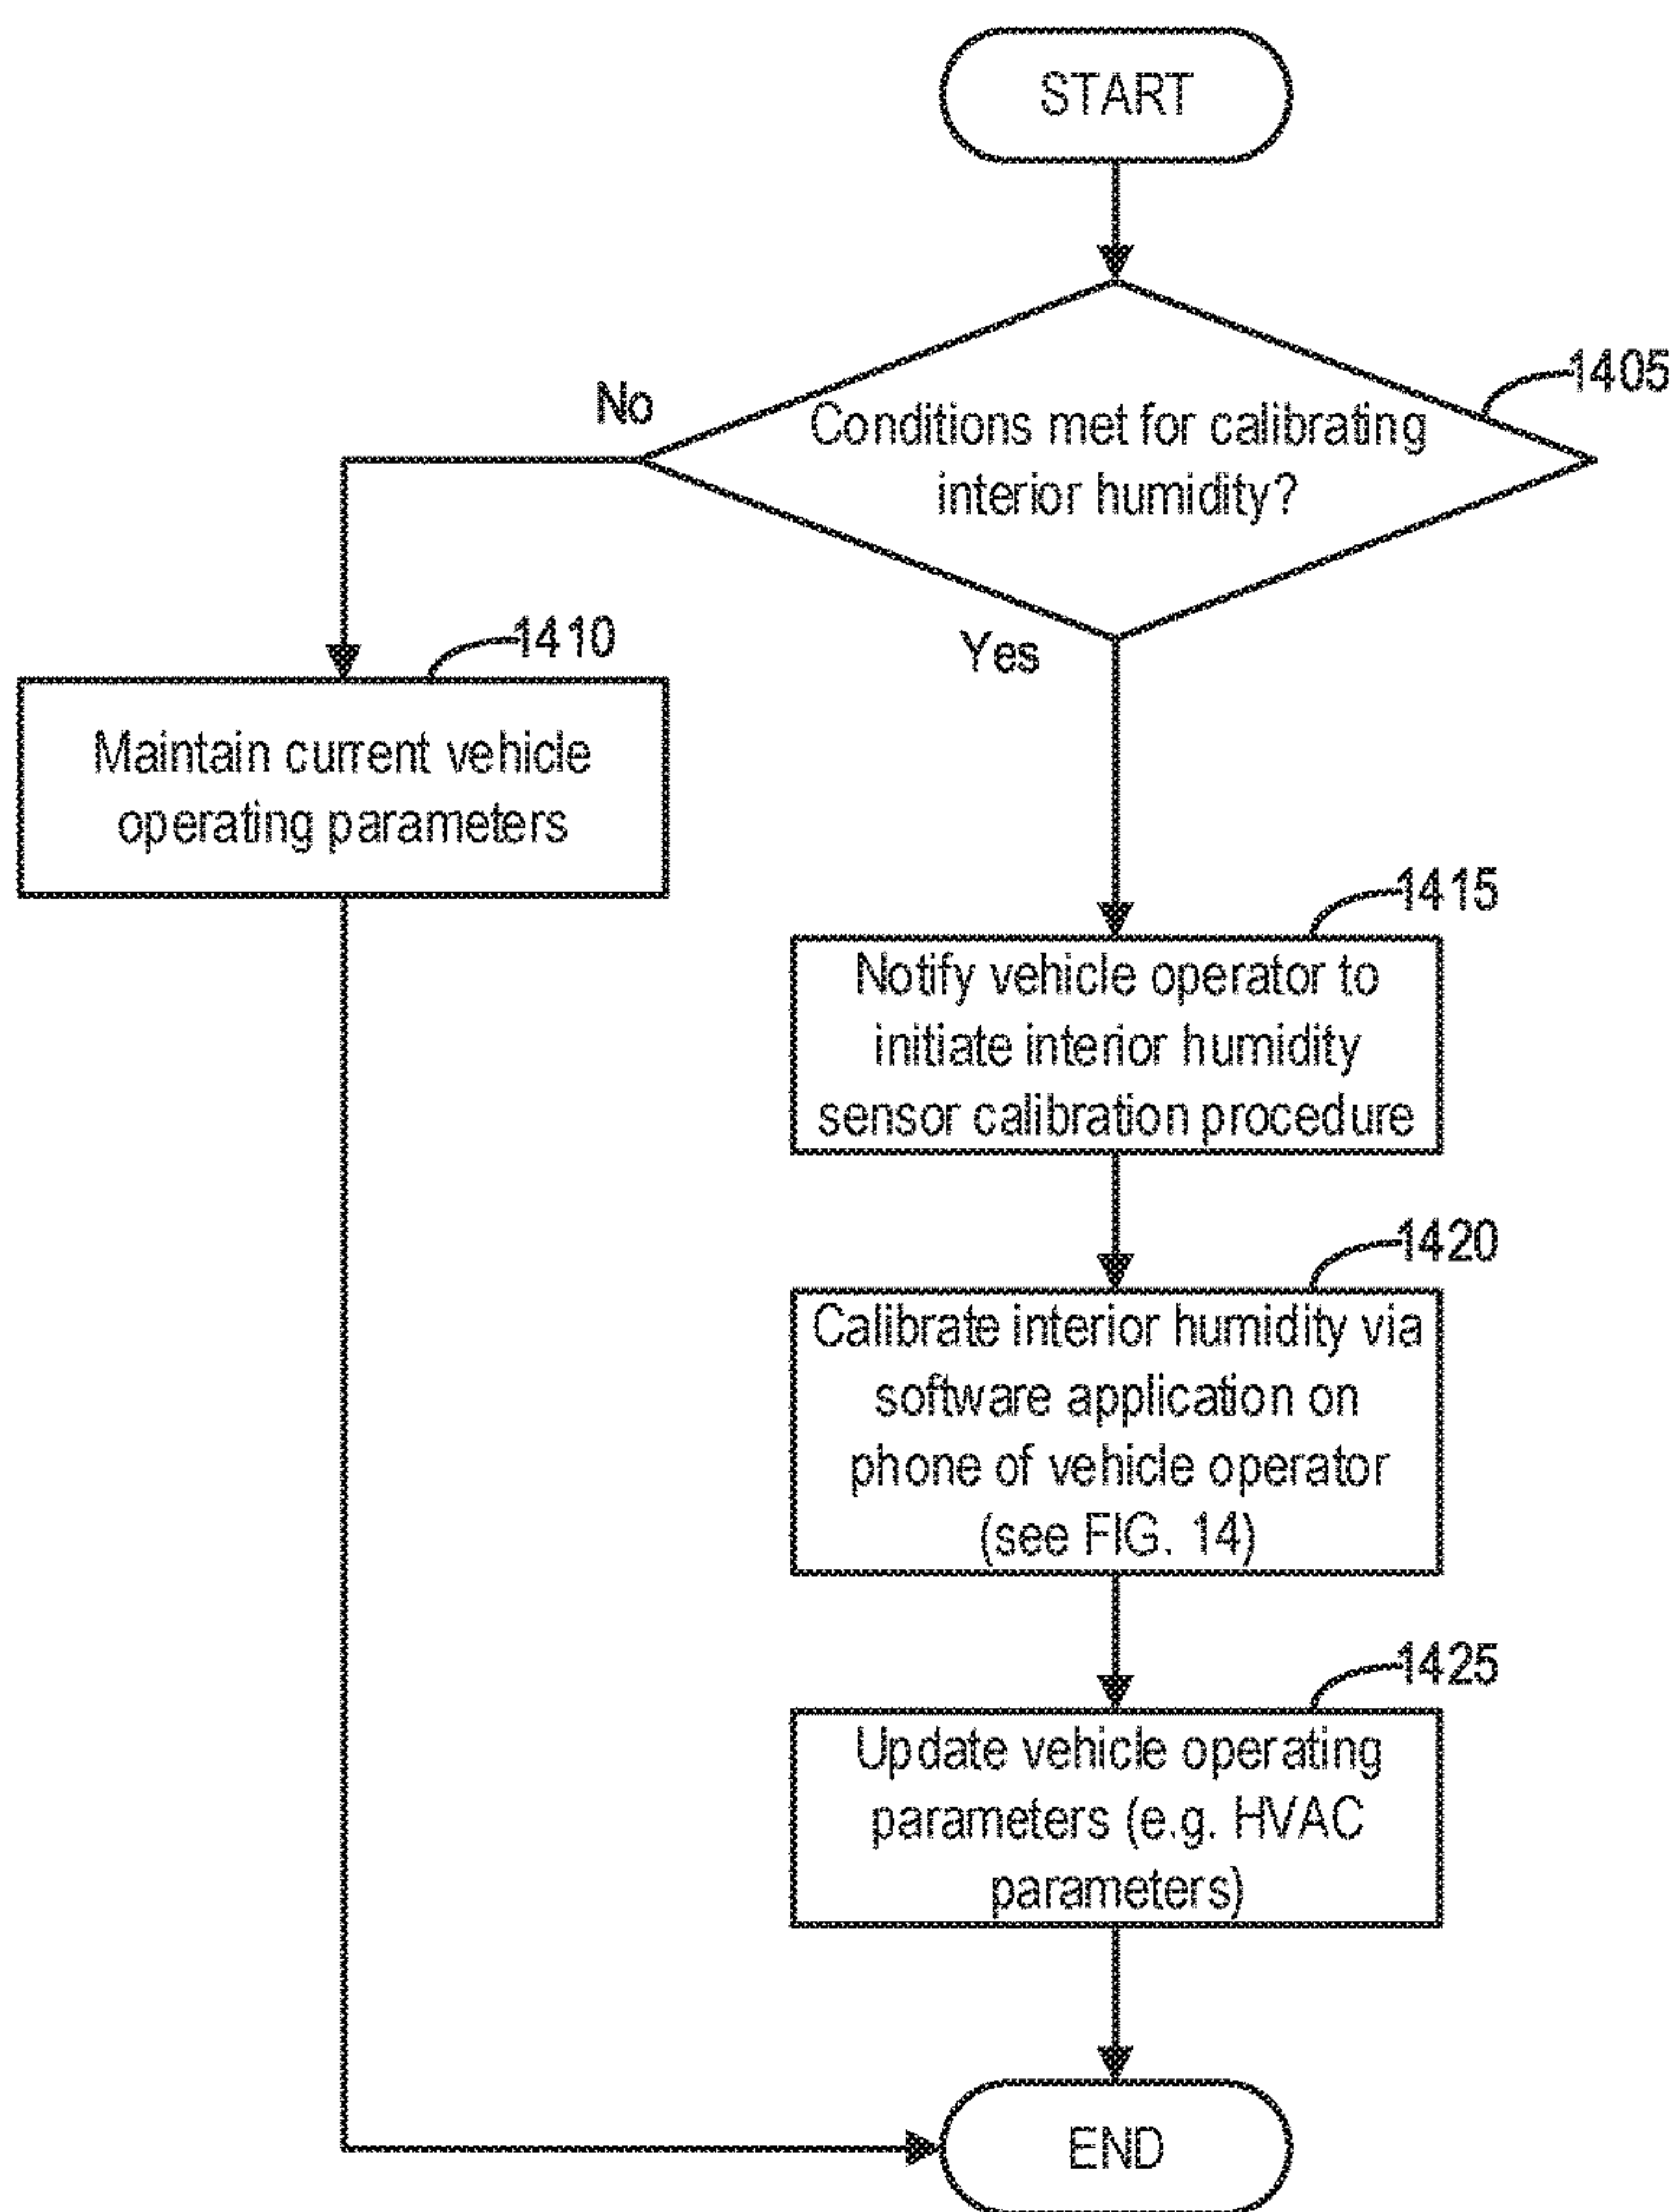 START
1405
No
Conditions met for calibrating
interior humidity?
Yes
1410
Maintain current vehicle
operating parameters
1415
Notify vehicle operator to
initiate interior humidity
sensor calibration procedure
1420
Calibrate interior humidity via
software application on
phone of vehicle operator
(see FIG. 14)
1425
Update vehicle operating
parameters (e.g. HVAC
parameters)
END